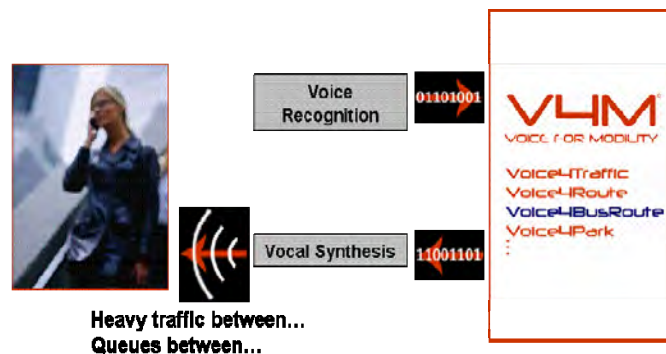 Voice
Recognition
01101001
V4M
VOICE FOR MOBILITY
Voice4Traffic
Voice4Route
Voice4BusRoute
Voice4Park
Vocal Synthesis
11001101
Heavy traffic between...
Queues between...